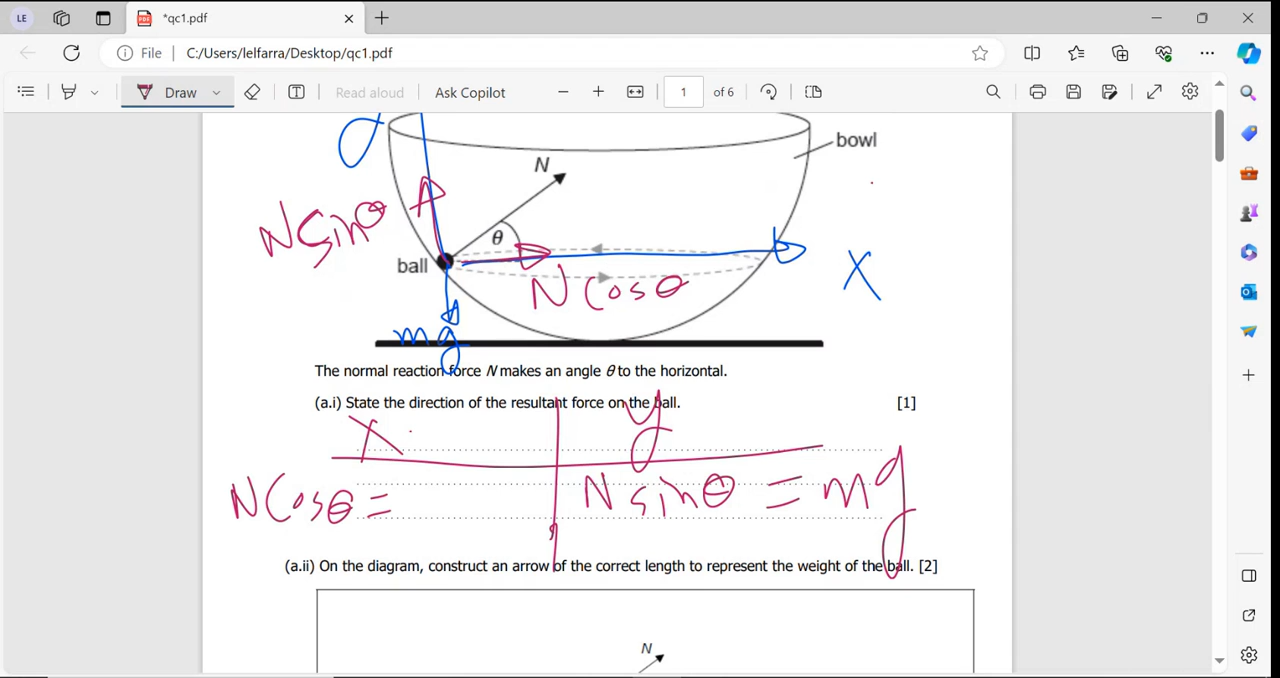 LE
*qc1.pdf
File
C:/Users/lelfarra/Desktop/qc1.pdf
Draw
Read aloud
Ask Copilot
1
of 6
y
bowl
N
N sinθ
θ
ball
X
N Cosθ
mg
The normal reaction force N makes an angle θ to the horizontal.
(a.i) State the direction of the resultant force on the ball. [1]
X
y
N Cosθ =
N sinθ = mg
(a.ii) On the diagram, construct an arrow of the correct length to represent the weight of the ball. [2]
N